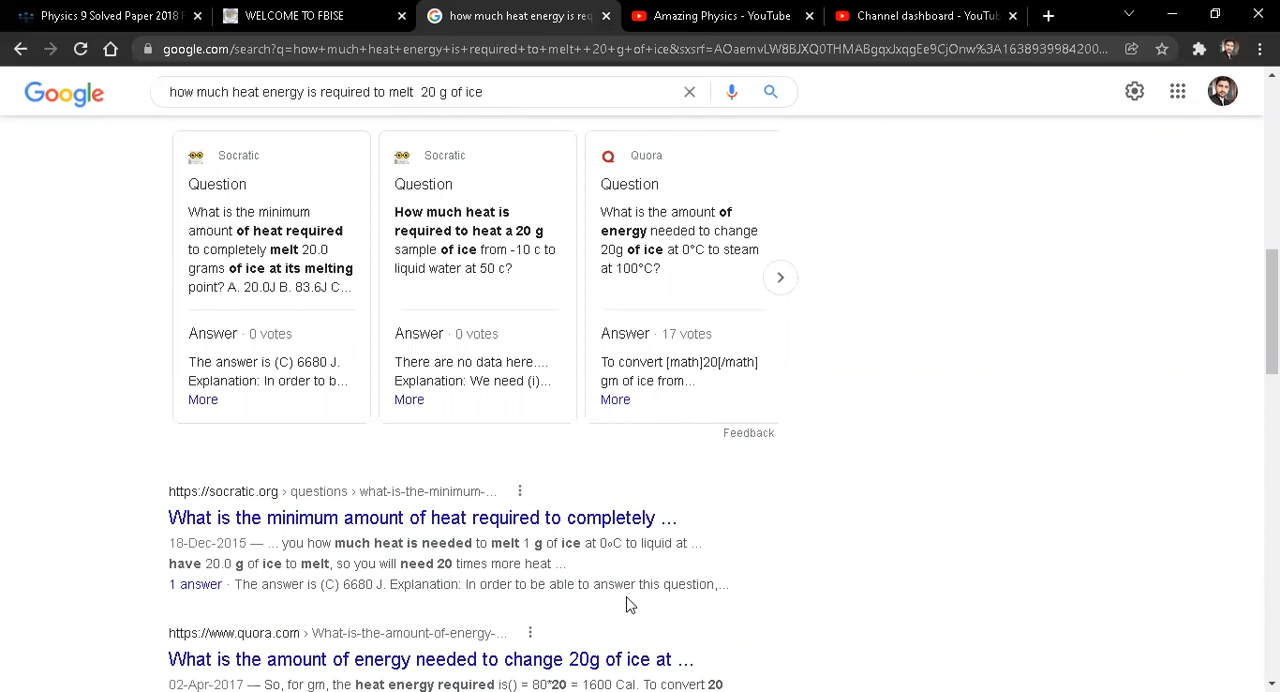 Physics 9 Solved Paper 2018 F
WELCOME TO FBISE
how much heat energy is req
Amazing Physics - YouTube
Channel dashboard - YouTub
google.com/search?q=how+much+heat+energy+is+required+to+melt++20+g+of+ice&sxsrf=AOaemvLW8BJXQ0THMABgqxJxqgEe9CjOnw%3A1638939984200...
Google
how much heat energy is required to melt 20 g of ice
Socratic
Question
What is the minimum
amount of heat required
to completely melt 20.0
grams of ice at its melting
point? A. 20.0J B. 83.6J C...
Answer · 0 votes
The answer is (C) 6680 J.
Explanation: In order to b...
More
Socratic
Question
How much heat is
required to heat a 20 g
sample of ice from -10 c to
liquid water at 50 c?
Answer · 0 votes
There are no data here....
Explanation: We need (i)...
More
Quora
Question
What is the amount of
energy needed to change
20g of ice at 0°C to steam
at 100°C?
Answer · 17 votes
To convert [math]20[/math]
gm of ice from...
More
Feedback
https://socratic.org › questions › what-is-the-minimum-...
What is the minimum amount of heat required to completely ...
18-Dec-2015 — ... you how much heat is needed to melt 1 g of ice at 0∘C to liquid at ...
have 20.0 g of ice to melt, so you will need 20 times more heat ...
1 answer · The answer is (C) 6680 J. Explanation: In order to be able to answer this question,...
https://www.quora.com › What-is-the-amount-of-energy-...
What is the amount of energy needed to change 20g of ice at ...
02-Apr-2017 — So, for gm, the heat energy required is() = 80*20 = 1600 Cal. To convert 20